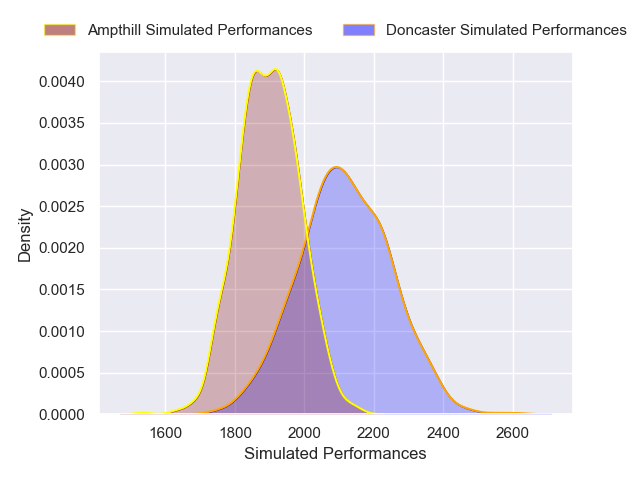 Ampthill Simulated Performances
Doncaster Simulated Performances
0.0040
0.0035
0.0030
0.0025
0.0020
0.0015
0.0010
0.0005
0.0000
Density
1600 1800 2000 2200 2400 2600
Simulated Performances